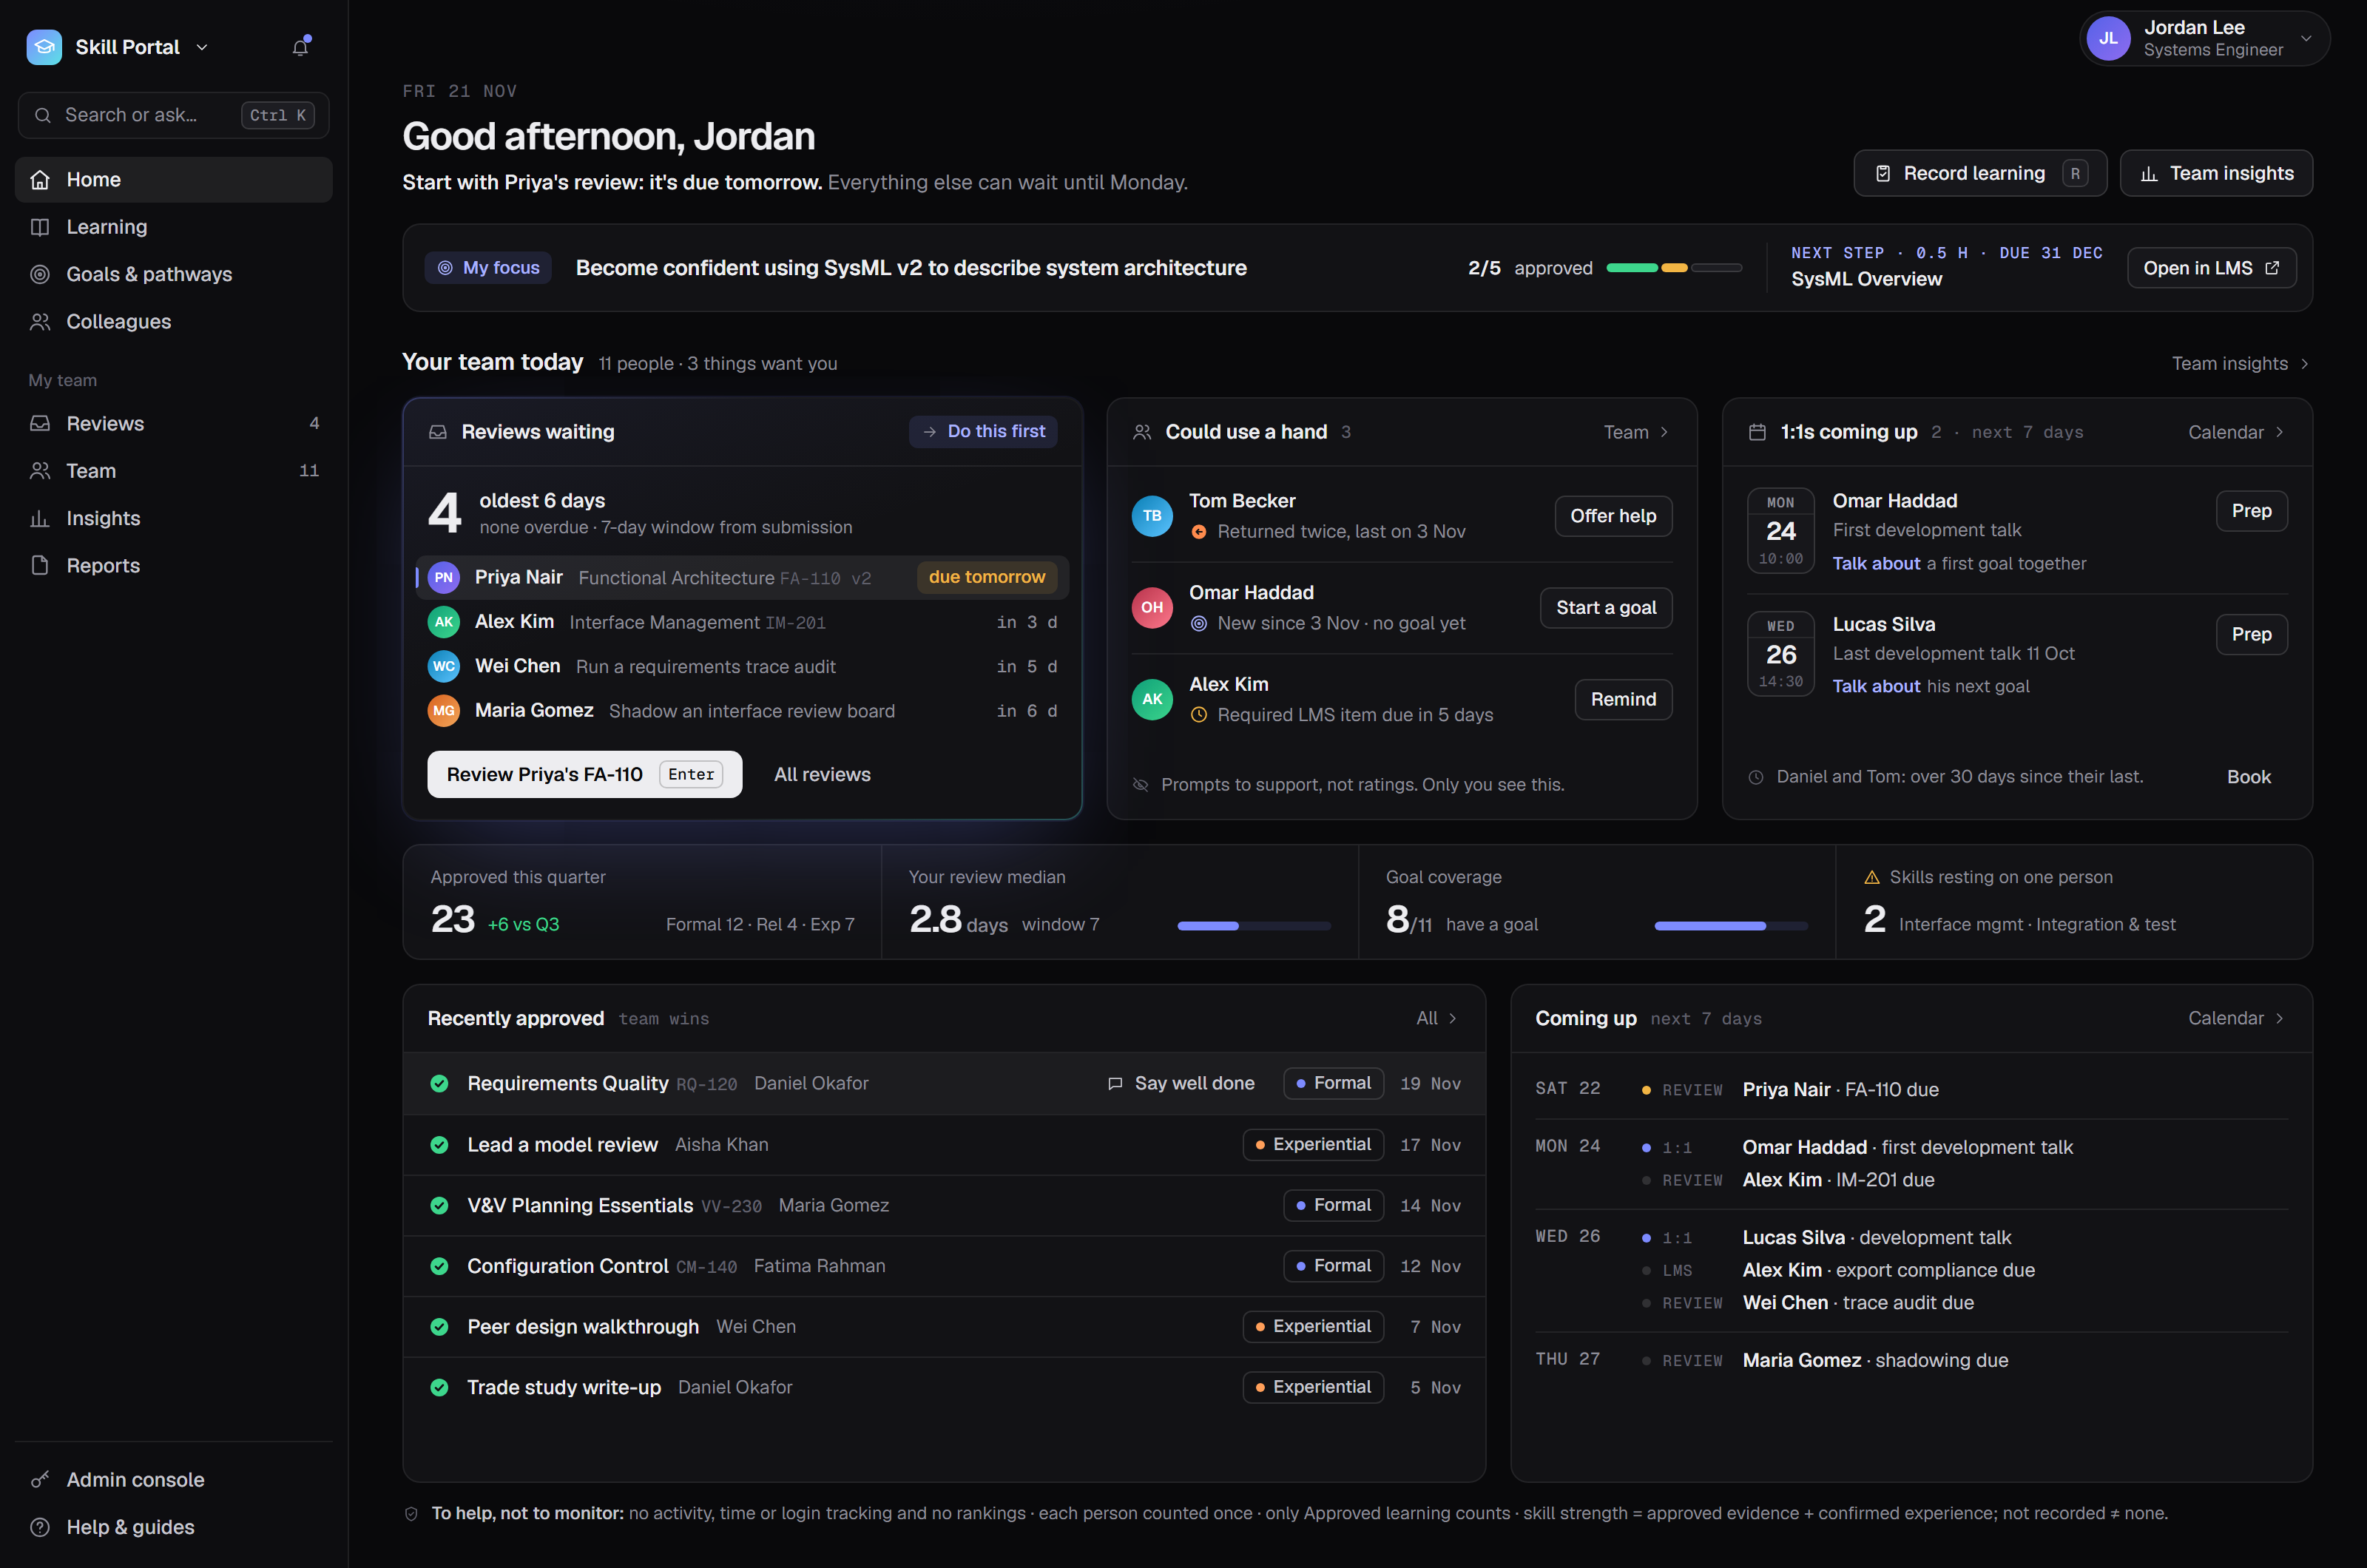 Skill Portal
Search or ask... Ctrl K
Home
Learning
Goals & pathways
Colleagues
My team
Reviews 4
Team 11
Insights
Reports
Admin console
Help & guides
JL Jordan Lee
Systems Engineer
FRI 21 NOV
Good afternoon, Jordan
Start with Priya's review: it's due tomorrow. Everything else can wait until Monday.
Record learning R
Team insights
My focus
Become confident using SysML v2 to describe system architecture
2/5 approved
NEXT STEP · 0.5 H · DUE 31 DEC
SysML Overview
Open in LMS
Your team today 11 people · 3 things want you
Team insights
Reviews waiting
Do this first
4 oldest 6 days
none overdue · 7-day window from submission
PN Priya Nair Functional Architecture FA-110 v2 due tomorrow
AK Alex Kim Interface Management IM-201 in 3 d
WC Wei Chen Run a requirements trace audit in 5 d
MG Maria Gomez Shadow an interface review board in 6 d
Review Priya's FA-110 Enter
All reviews
Could use a hand 3
Team
TB Tom Becker
Returned twice, last on 3 Nov
Offer help
OH Omar Haddad
New since 3 Nov · no goal yet
Start a goal
AK Alex Kim
Required LMS item due in 5 days
Remind
Prompts to support, not ratings. Only you see this.
1:1s coming up 2 · next 7 days
Calendar
MON
24
10:00
Omar Haddad
First development talk
Talk about a first goal together
Prep
WED
26
14:30
Lucas Silva
Last development talk 11 Oct
Talk about his next goal
Prep
Daniel and Tom: over 30 days since their last.
Book
Approved this quarter
23 +6 vs Q3
Formal 12 · Rel 4 · Exp 7
Your review median
2.8 days window 7
Goal coverage
8/11 have a goal
Skills resting on one person
2 Interface mgmt · Integration & test
Recently approved team wins
All
Requirements Quality RQ-120 Daniel Okafor Say well done Formal 19 Nov
Lead a model review Aisha Khan Experiential 17 Nov
V&V Planning Essentials VV-230 Maria Gomez Formal 14 Nov
Configuration Control CM-140 Fatima Rahman Formal 12 Nov
Peer design walkthrough Wei Chen Experiential 7 Nov
Trade study write-up Daniel Okafor Experiential 5 Nov
Coming up next 7 days
Calendar
SAT 22 REVIEW Priya Nair · FA-110 due
MON 24 1:1 Omar Haddad · first development talk
REVIEW Alex Kim · IM-201 due
WED 26 1:1 Lucas Silva · development talk
LMS Alex Kim · export compliance due
REVIEW Wei Chen · trace audit due
THU 27 REVIEW Maria Gomez · shadowing due
To help, not to monitor: no activity, time or login tracking and no rankings · each person counted once · only Approved learning counts · skill strength = approved evidence + confirmed experience; not recorded ≠ none.